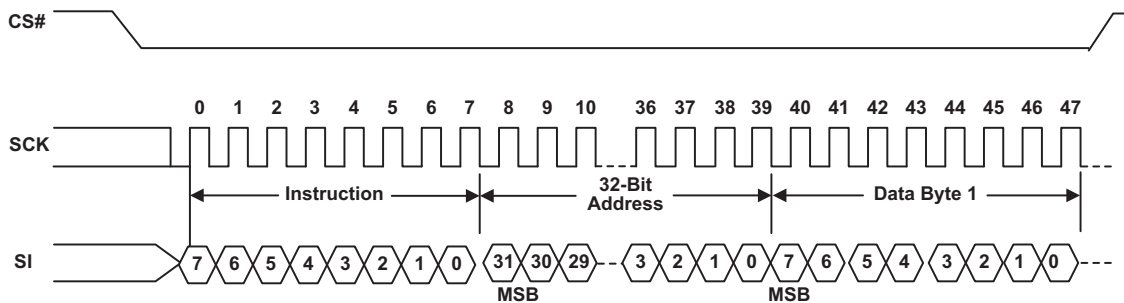 CS#
0 1 2 3 4 5 6 7 8 9 10 36 37 38 39 40 41 42 43 44 45 46 47
SCK
Instruction
32-Bit
Address
Data Byte 1
SI
7 6 5 4 3 2 1 0 31 30 29 3 2 1 0 7 6 5 4 3 2 1 0
MSB MSB